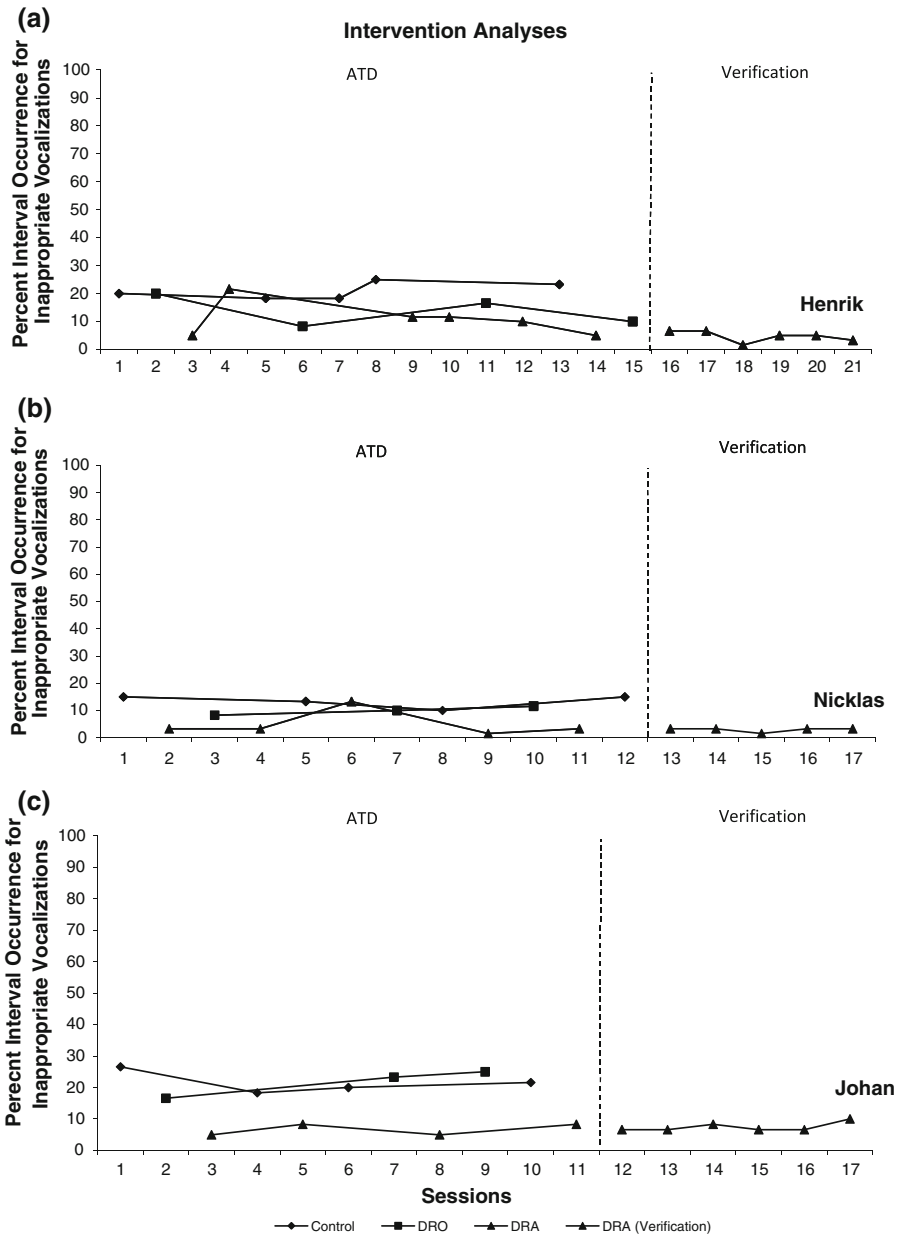 (a)
Intervention Analyses
Percent Interval Occurrence for
Inappropriate Vocalizations
ATD
Verification
100
90
80
70
60
50
40
30
20
10
0
Henrik
1 2 3 4 5 6 7 8 9 10 11 12 13 14 15 16 17 18 19 20 21
(b)
Percent Interval Occurrence for
Inappropriate Vocalizations
ATD
Verification
100
90
80
70
60
50
40
30
20
10
0
Nicklas
1 2 3 4 5 6 7 8 9 10 11 12 13 14 15 16 17
(c)
Perecnt Interval Occurrence for
Inappropriate Vocalizations
ATD
Verification
100
90
80
70
60
50
40
30
20
10
0
Johan
1 2 3 4 5 6 7 8 9 10 11 12 13 14 15 16 17
Sessions
Control DRO DRA DRA (Verification)